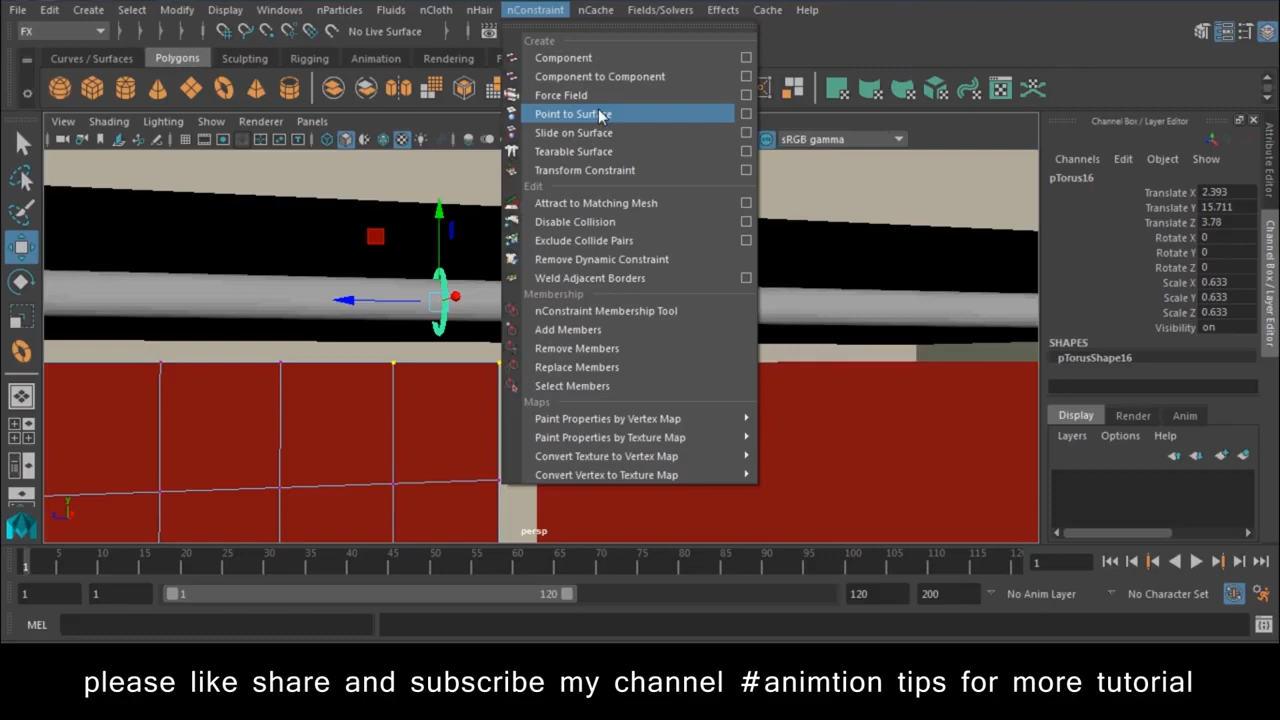 File Edit Create Select Modify Display Windows nParticles Fluids nCloth nHair nConstraint nCache Fields/Solvers Effects Cache Help
FX No Live Surface
Curves / Surfaces Polygons Sculpting Rigging Animation Rendering
View Shading Lighting Show Renderer Panels
sRGB gamma
Create
Component
Component to Component
Force Field
Point to Surface
Slide on Surface
Tearable Surface
Transform Constraint
Edit
Attract to Matching Mesh
Disable Collision
Exclude Collide Pairs
Remove Dynamic Constraint
Weld Adjacent Borders
Membership
nConstraint Membership Tool
Add Members
Remove Members
Replace Members
Select Members
Maps
Paint Properties by Vertex Map
Paint Properties by Texture Map
Convert Texture to Vertex Map
Convert Vertex to Texture Map
persp
Channel Box / Layer Editor
Channels Edit Object Show
pTorus16
Translate X 2.393
Translate Y 15.711
Translate Z 3.78
Rotate X 0
Rotate Y 0
Rotate Z 0
Scale X 0.633
Scale Y 0.633
Scale Z 0.633
Visibility on
SHAPES
pTorusShape16
Display Render Anim
Layers Options Help
Attribute Editor
Channel Box / Layer Editor
5 10 15 20 25 30 35 40 45 50 55 60 65 70 75 80 85 90 95 100 105 110 115 12
1 1
1 1 1 120 120 200 No Anim Layer No Character Set
MEL
please like share and subscribe my channel #animtion tips for more tutorial